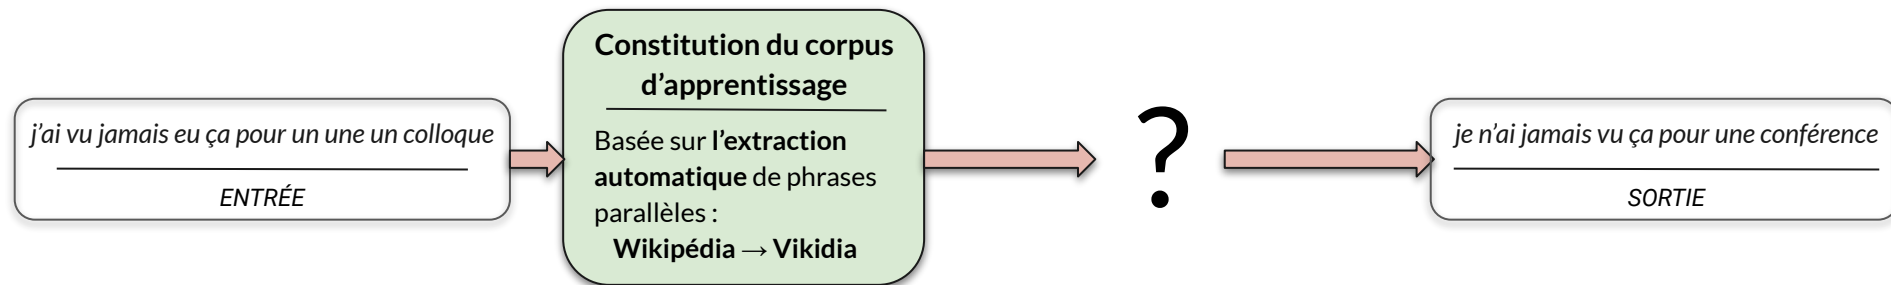 j'ai vu jamais eu ça pour un une un colloque
ENTRÉE
Constitution du corpus
d'apprentissage
Basée sur l'extraction
automatique de phrases
parallèles :
Wikipédia → Vikidia
?
je n'ai jamais vu ça pour une conférence
SORTIE